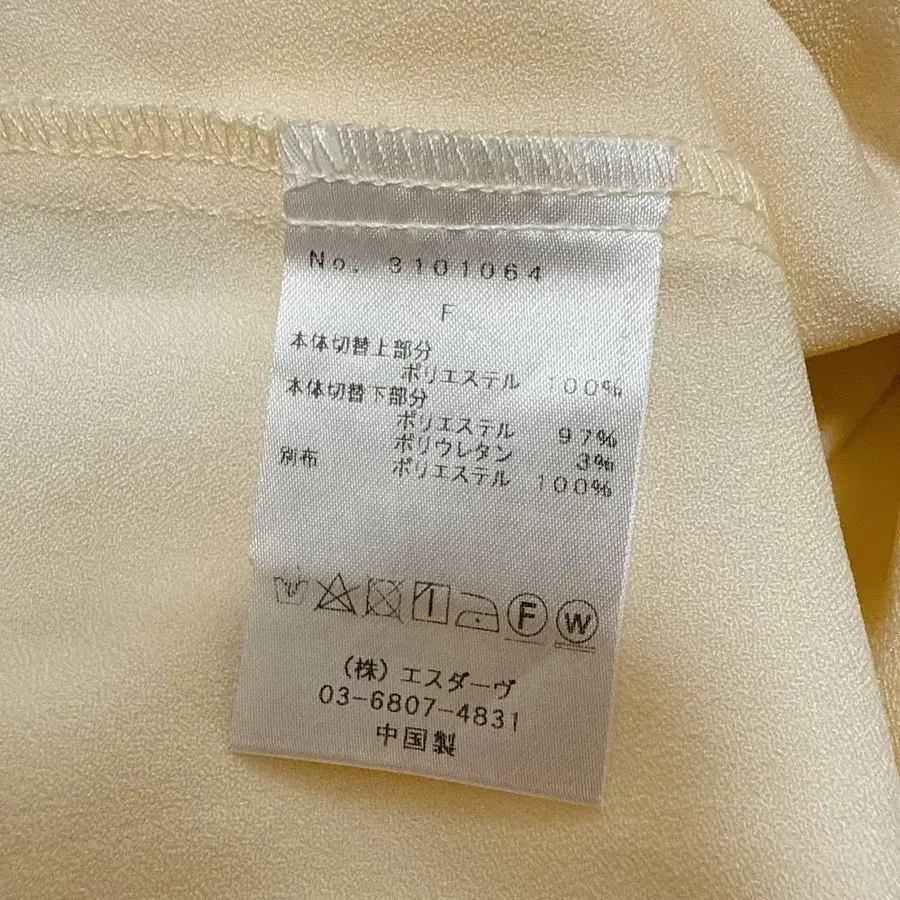 No. 3101064
F
本体切替上部分
ポリエステル 100%
本体切替下部分
ポリエステル 97%
ポリウレタン 3%
別布 ポリエステル 100%
F W
(株) エスダーヴ
03-6807-4831
中国製